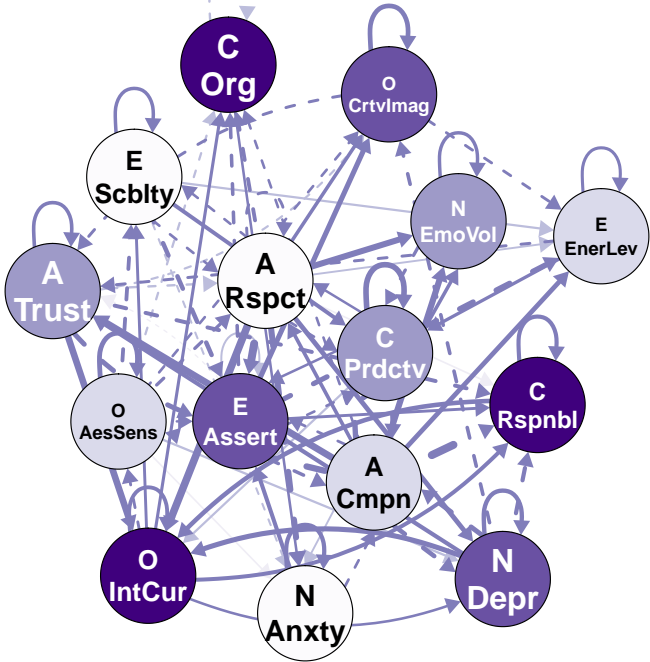 C
Org
O
CrtvImag
E
Scblty
N
EmoVol
E
EnerLev
A
Trust
A
Rspct
C
Prdctv
O
AesSens
E
Assert
C
Rspnbl
A
Cmpn
O
IntCur
N
Anxty
N
Depr